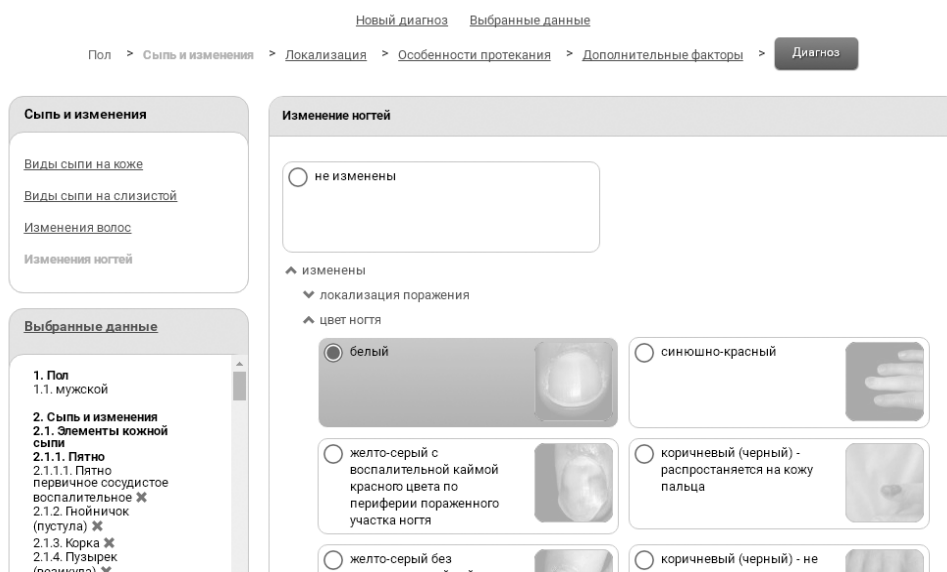 Новый диагноз Выбранные данные
Пол > Сыпь и изменения > Локализация > Особенности протекания > Дополнительные факторы > Диагноз
Сыпь и изменения
Виды сыпи на коже
Виды сыпи на слизистой
Изменения волос
Изменения ногтей
Выбранные данные
1. Пол
1.1. мужской
2. Сыпь и изменения
2.1. Элементы кожной
сыпи
2.1.1. Пятно
2.1.1.1. Пятно
первичное сосудистое
воспалительное ✖
2.1.2. Гнойничок
(пустула) ✖
2.1.3. Корка ✖
2.1.4. Пузырек
(везикула) ✖
Изменение ногтей
не изменены
изменены
локализация поражения
цвет ногтя
белый
синюшно-красный
желто-серый с
воспалительной каймой
красного цвета по
периферии пораженного
участка ногтя
коричневый (черный) -
распростаняется на кожу
пальца
желто-серый без
коричневый (черный) - не